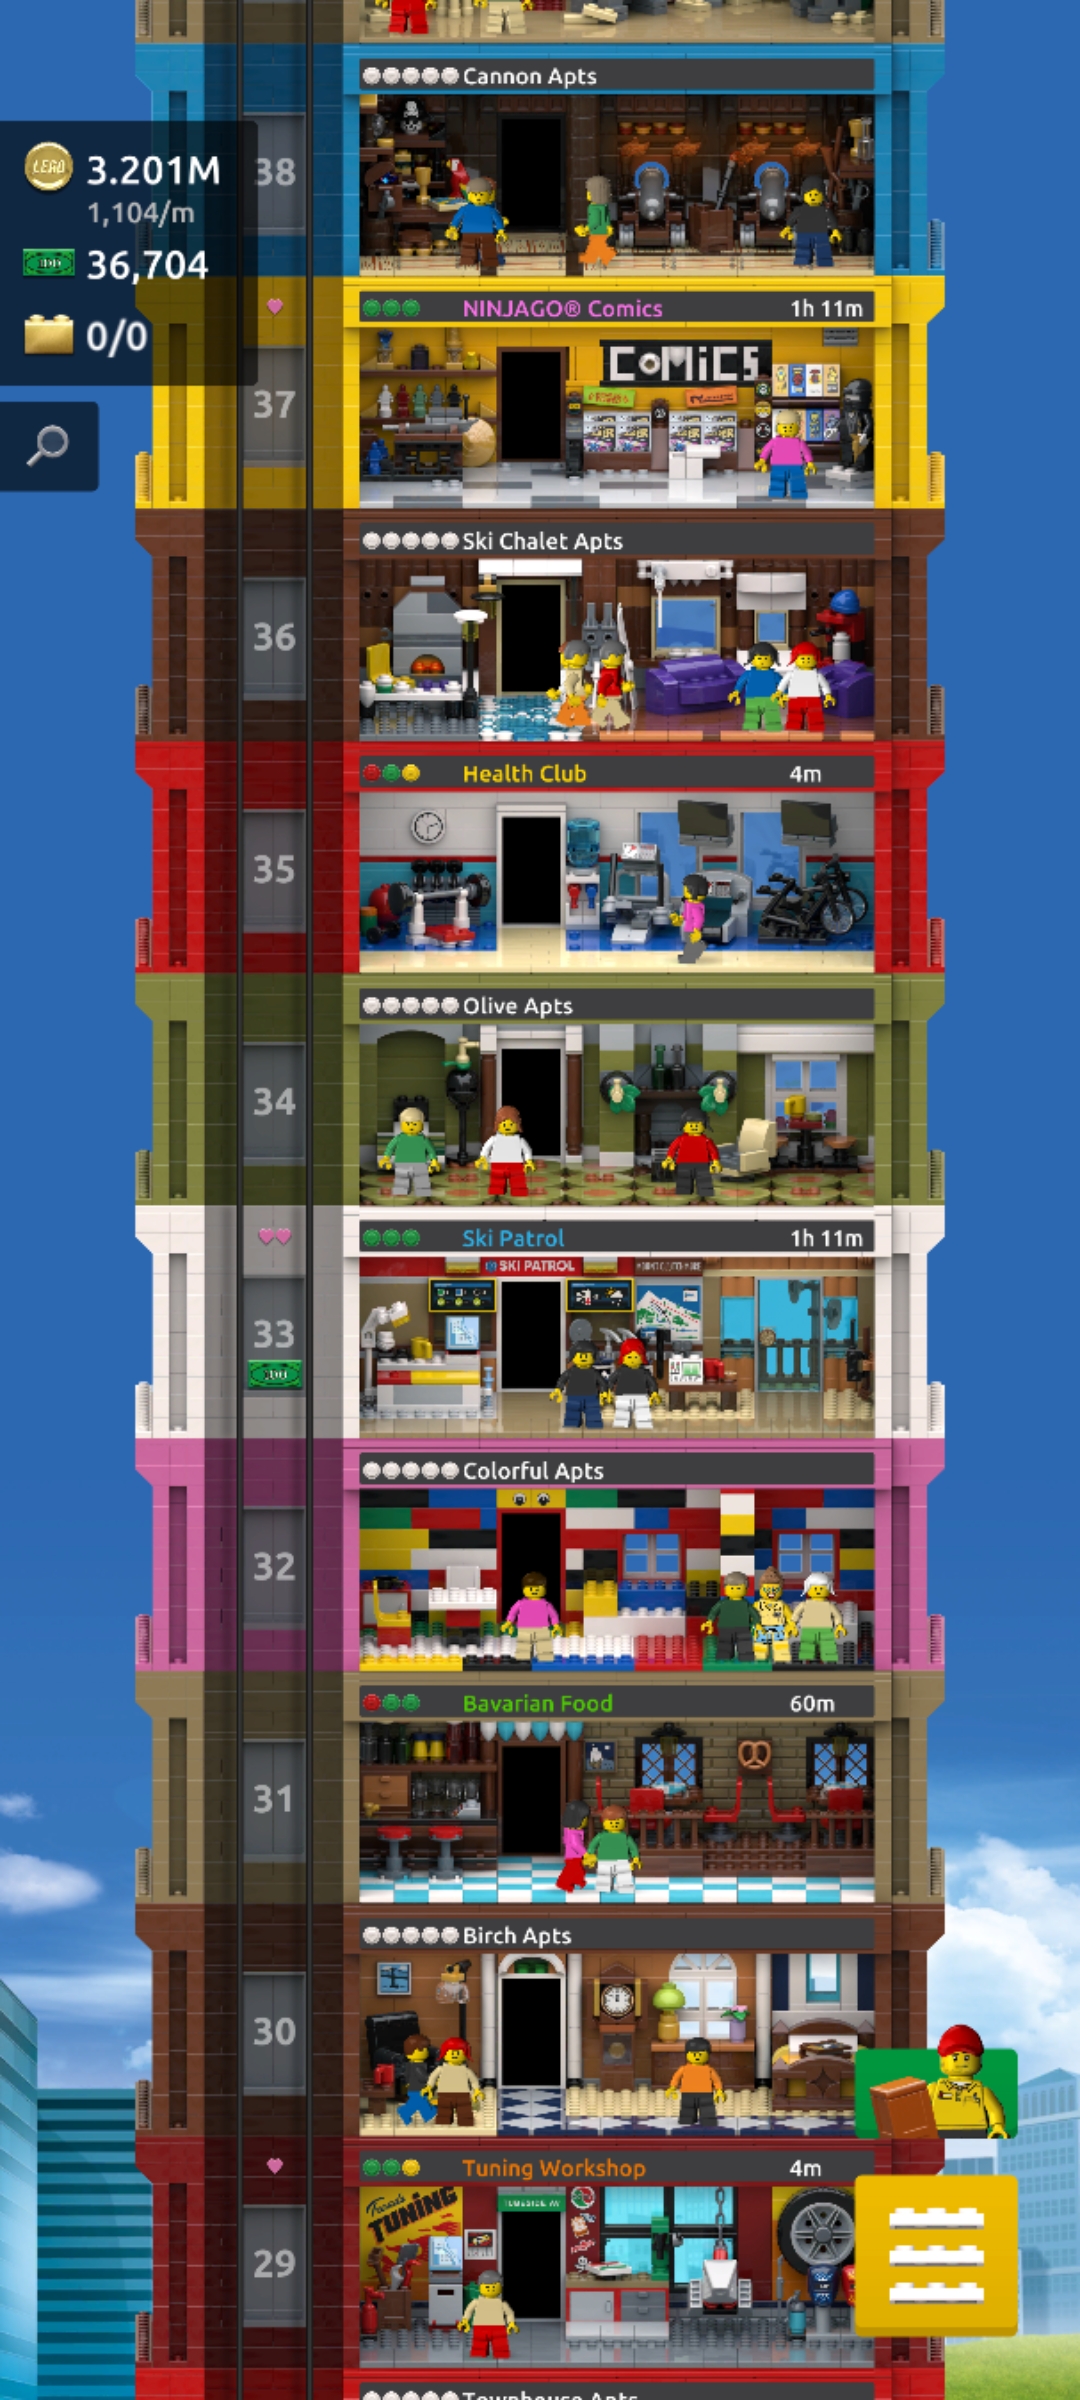 Cannon Apts
LEGO
3.201M
1,104/m
38
36,704
NINJAGO® Comics 1h 11m
0/0
COMiCS
37
Ski Chalet Apts
36
Health Club 4m
35
Olive Apts
34
Ski Patrol 1h 11m
SKI PATROL
33
Colorful Apts
32
Bavarian Food 60m
31
Birch Apts
30
Tuning Workshop 4m
TUNING
29
Townhouse Apts